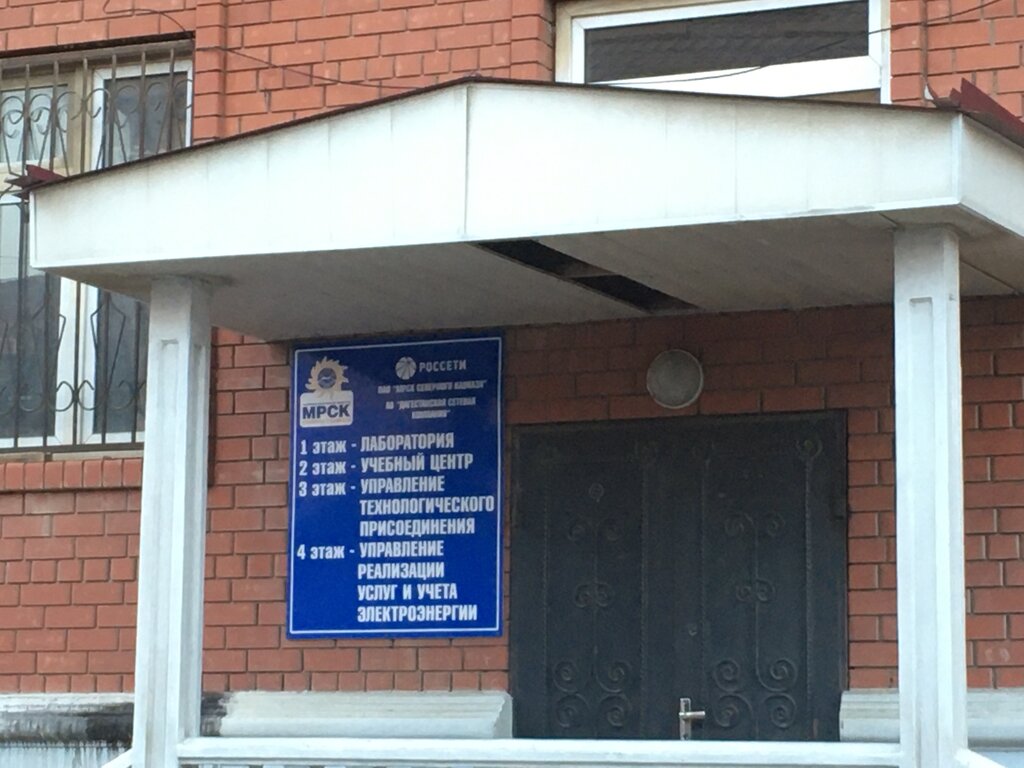 МРСК
РОССЕТИ
ПАО "МРСК СЕВЕРНОГО КАВКАЗА"
АО "ДАГЕСТАНСКАЯ СЕТЕВАЯ
КОМПАНИЯ"
1 этаж - ЛАБОРАТОРИЯ
2 этаж - УЧЕБНЫЙ ЦЕНТР
3 этаж - УПРАВЛЕНИЕ
ТЕХНОЛОГИЧЕСКОГО
ПРИСОЕДИНЕНИЯ
4 этаж - УПРАВЛЕНИЕ
РЕАЛИЗАЦИИ
УСЛУГ И УЧЕТА
ЭЛЕКТРОЭНЕРГИИ